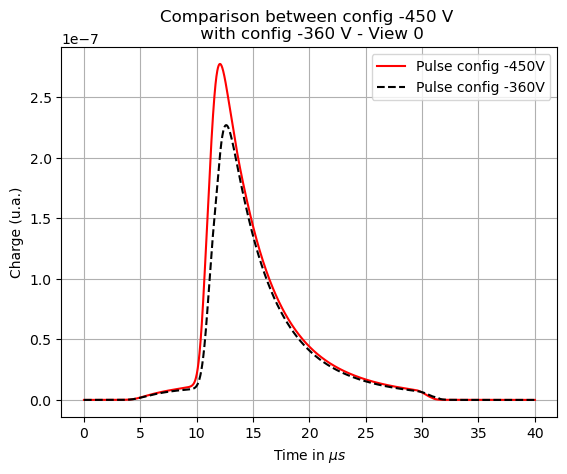 Comparison between config -450 V
with config -360 V - View 0
1e−7
Pulse config -450V
Pulse config -360V
2.5
2.0
1.5
1.0
0.5
0.0
Charge (u.a.)
0 5 10 15 20 25 30 35 40
Time in μs